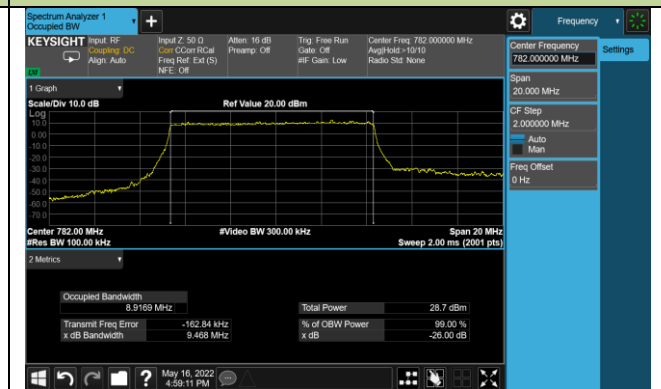 Spectrum Analyzer 1
Occupied BW
Frequency
KEYSIGHT
Input: RF
Coupling: DC
Align: Auto
Input Z: 50 Ω
Corr CCorr RCal
Freq Ref: Ext (S)
NFE: Off
Atten: 16 dB
Preamp: Off
Trig: Free Run
Gate: Off
#IF Gain: Low
Center Freq: 782.000000 MHz
Avg|Hold:>10/10
Radio Std: None
Center Frequency
782.000000 MHz
Settings
Span
20.000 MHz
CF Step
2.000000 MHz
Auto
Man
Freq Offset
0 Hz
1 Graph
Scale/Div 10.0 dB
Ref Value 20.00 dBm
Log
10.0
0.00
-10.0
-20.0
-30.0
-40.0
-50.0
-60.0
-70.0
Center 782.00 MHz
#Video BW 300.00 kHz
Span 20 MHz
#Res BW 100.00 kHz
Sweep 2.00 ms (2001 pts)
2 Metrics
Occupied Bandwidth
8.9169 MHz
Total Power
28.7 dBm
Transmit Freq Error
-162.84 kHz
% of OBW Power
99.00 %
x dB Bandwidth
9.468 MHz
x dB
-26.00 dB
May 16, 2022
4:59:11 PM